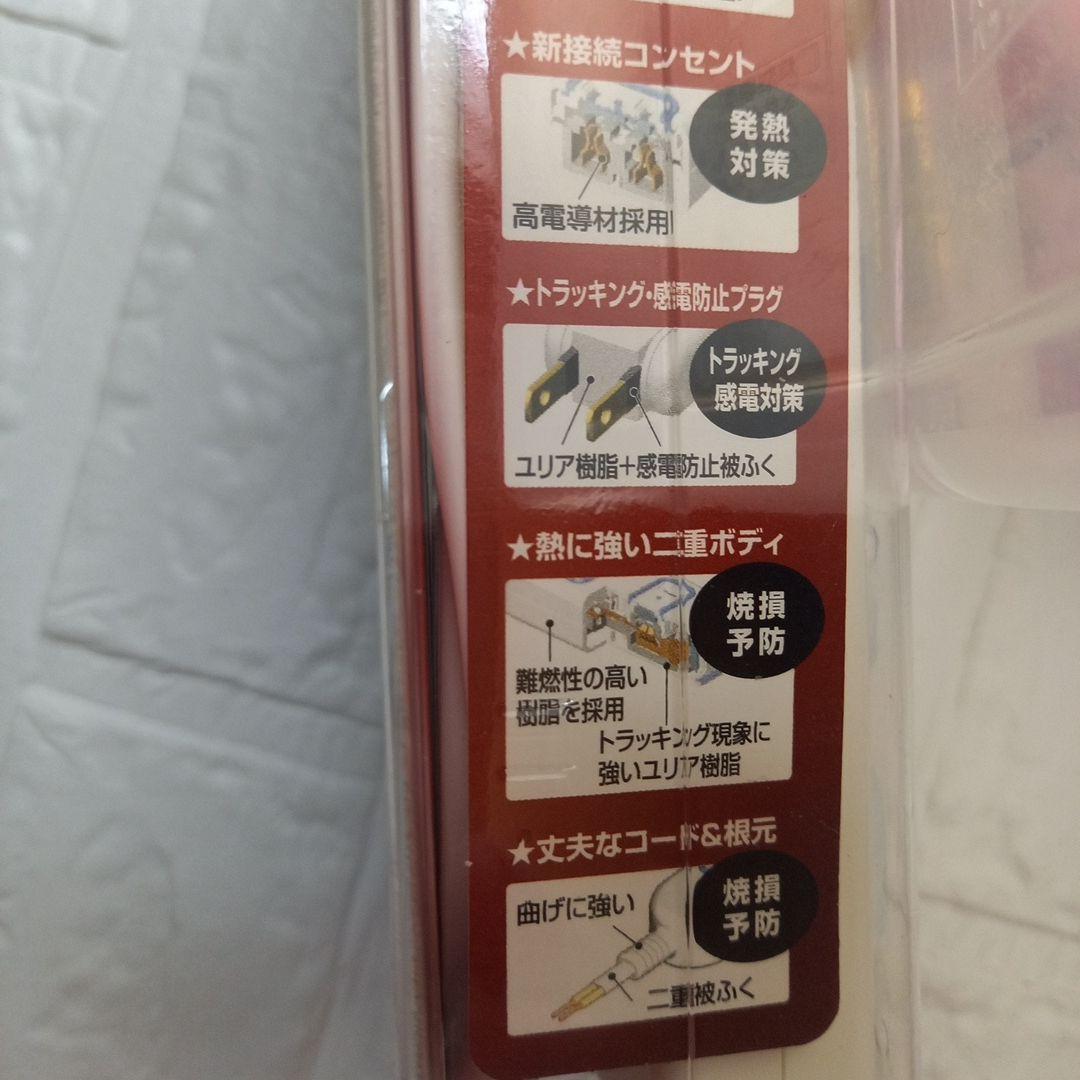 ★新接続コンセント
発熱
対策
高電導材採用
★トラッキング・感電防止プラグ
トラッキング
感電対策
ユリア樹脂+感電防止被ふく
★熱に強い二重ボディ
焼損
予防
難燃性の高い
樹脂を採用
トラッキング現象に
強いユリア樹脂
★丈夫なコード&根元
焼損
予防
曲げに強い
二重被ふく